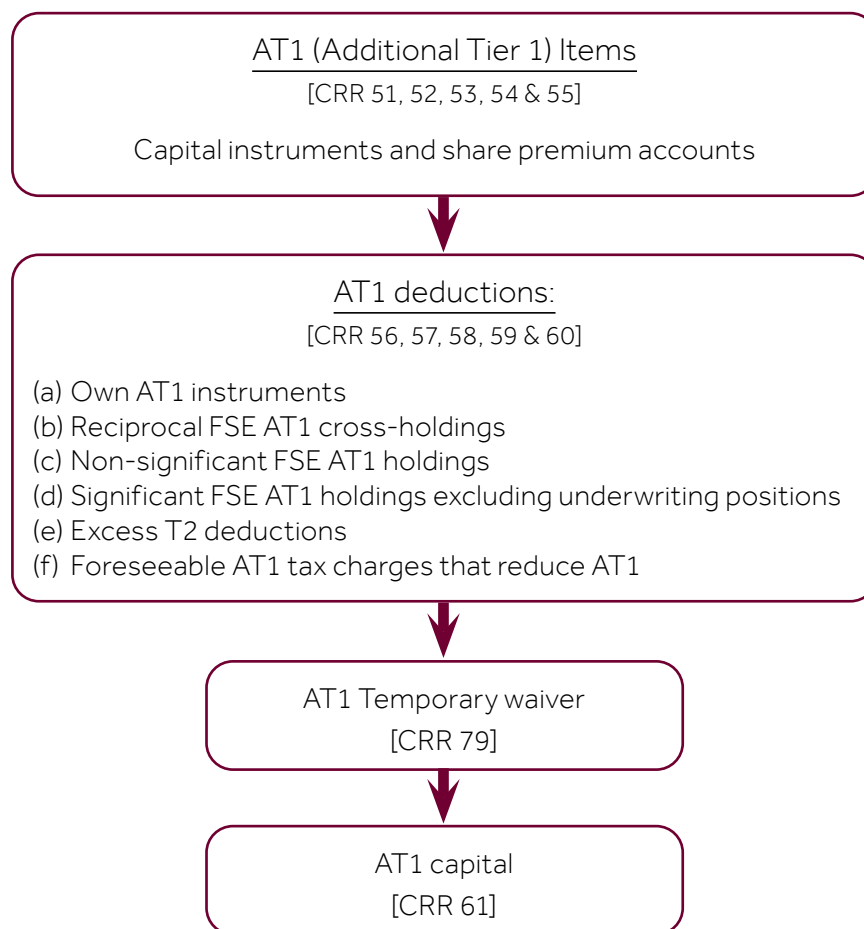 AT1 (Additional Tier 1) Items
[CRR 51, 52, 53, 54 & 55]
Capital instruments and share premium accounts
AT1 deductions:
[CRR 56, 57, 58, 59 & 60]
(a) Own AT1 instruments
(b) Reciprocal FSE AT1 cross-holdings
(c) Non-significant FSE AT1 holdings
(d) Significant FSE AT1 holdings excluding underwriting positions
(e) Excess T2 deductions
(f) Foreseeable AT1 tax charges that reduce AT1
AT1 Temporary waiver
[CRR 79]
AT1 capital
[CRR 61]